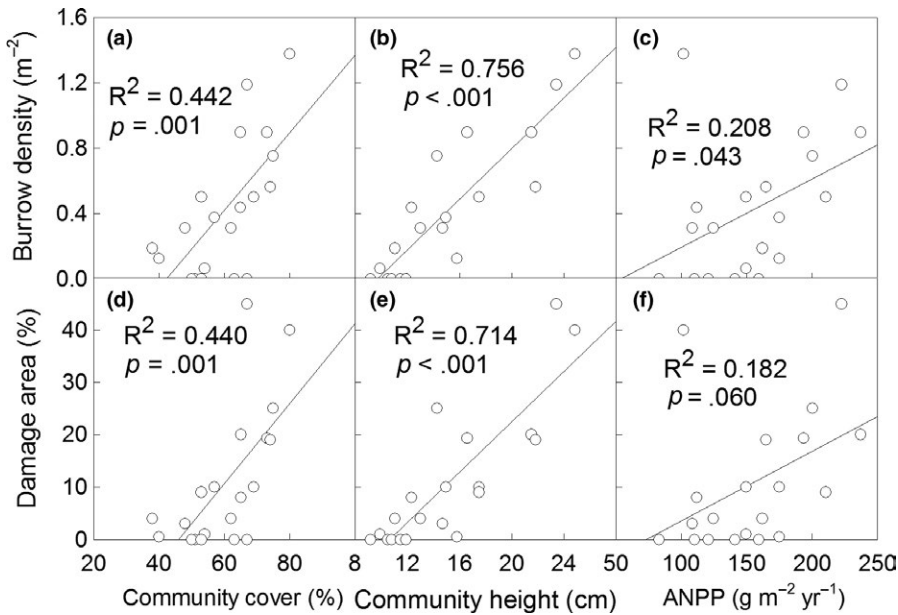 (a)
R² = 0.442
p = .001
(b)
R² = 0.756
p < .001
(c)
R² = 0.208
p = .043
Burrow density (m⁻²)
1.6
1.2
0.8
0.4
0.0
(d)
R² = 0.440
p = .001
(e)
R² = 0.714
p < .001
(f)
R² = 0.182
p = .060
Damage area (%)
40
30
20
10
0
20 40 60 80
8 12 16 20 24
50 100 150 200 250
Community cover (%) Community height (cm) ANPP (g m⁻² yr⁻¹)